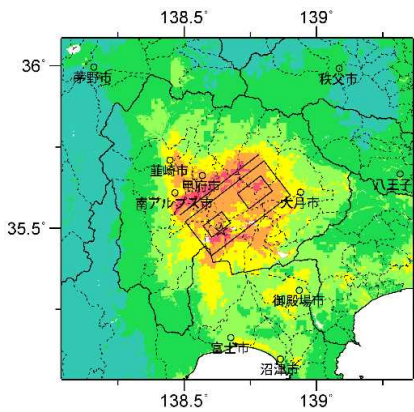 138.5° 139°
36°
茅野市 秩父市
韮崎市
甲府市
八王子
南アルプス市 大月市
35.5°
御殿場市
富士市
沼津市
138.5° 139°